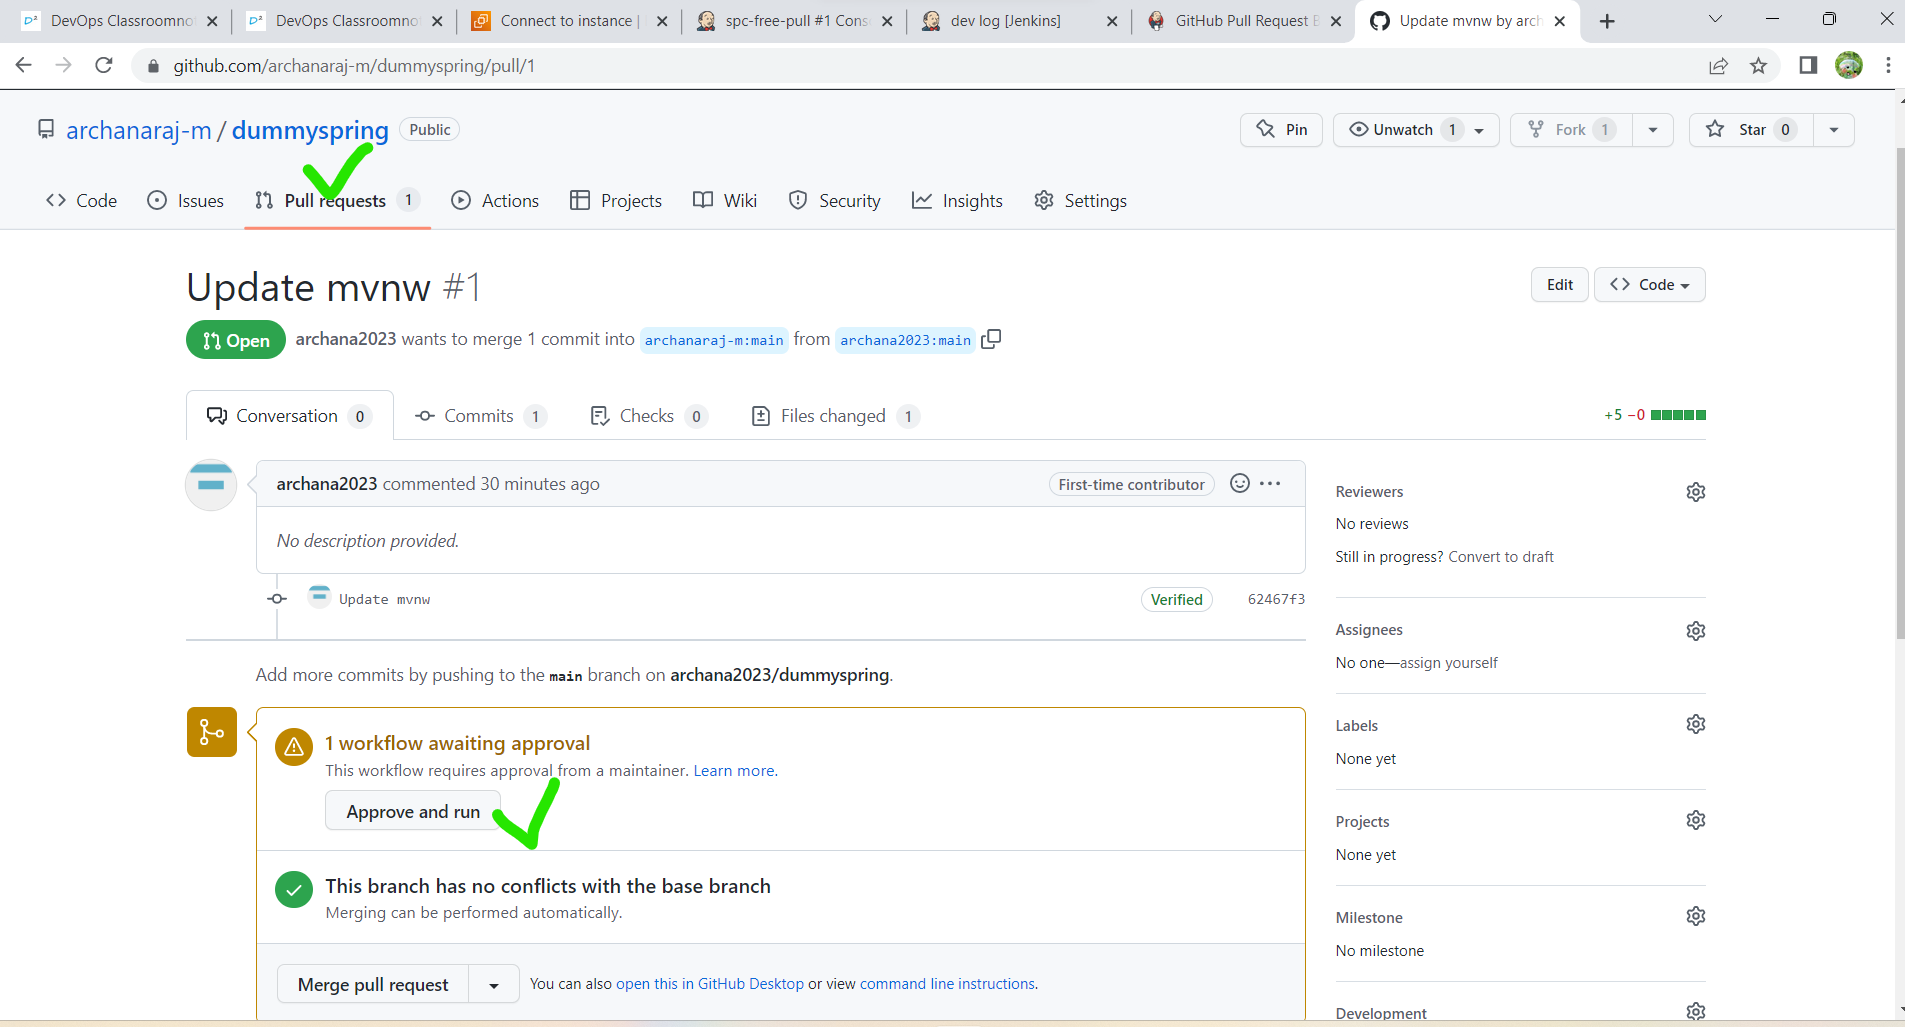 DevOps Classroomnot
DevOps Classroomnot
Connect to instance |
spc-free-pull #1 Conso
dev log [Jenkins]
GitHub Pull Request B
Update mvnw by arch
github.com/archanaraj-m/dummyspring/pull/1
archanaraj-m / dummyspring Public
Pin
Unwatch 1
Fork 1
Star 0
Code
Issues
Pull requests 1
Actions
Projects
Wiki
Security
Insights
Settings
Update mvnw #1
Edit
Code
Open
archana2023 wants to merge 1 commit into archanaraj-m:main from archana2023:main
Conversation 0
Commits 1
Checks 0
Files changed 1
+5 −0
archana2023 commented 30 minutes ago
First-time contributor
No description provided.
Update mvnw
Verified
62467f3
Add more commits by pushing to the main branch on archana2023/dummyspring.
1 workflow awaiting approval
This workflow requires approval from a maintainer. Learn more.
Approve and run
This branch has no conflicts with the base branch
Merging can be performed automatically.
Merge pull request
You can also open this in GitHub Desktop or view command line instructions.
Reviewers
No reviews
Still in progress? Convert to draft
Assignees
No one—assign yourself
Labels
None yet
Projects
None yet
Milestone
No milestone
Development